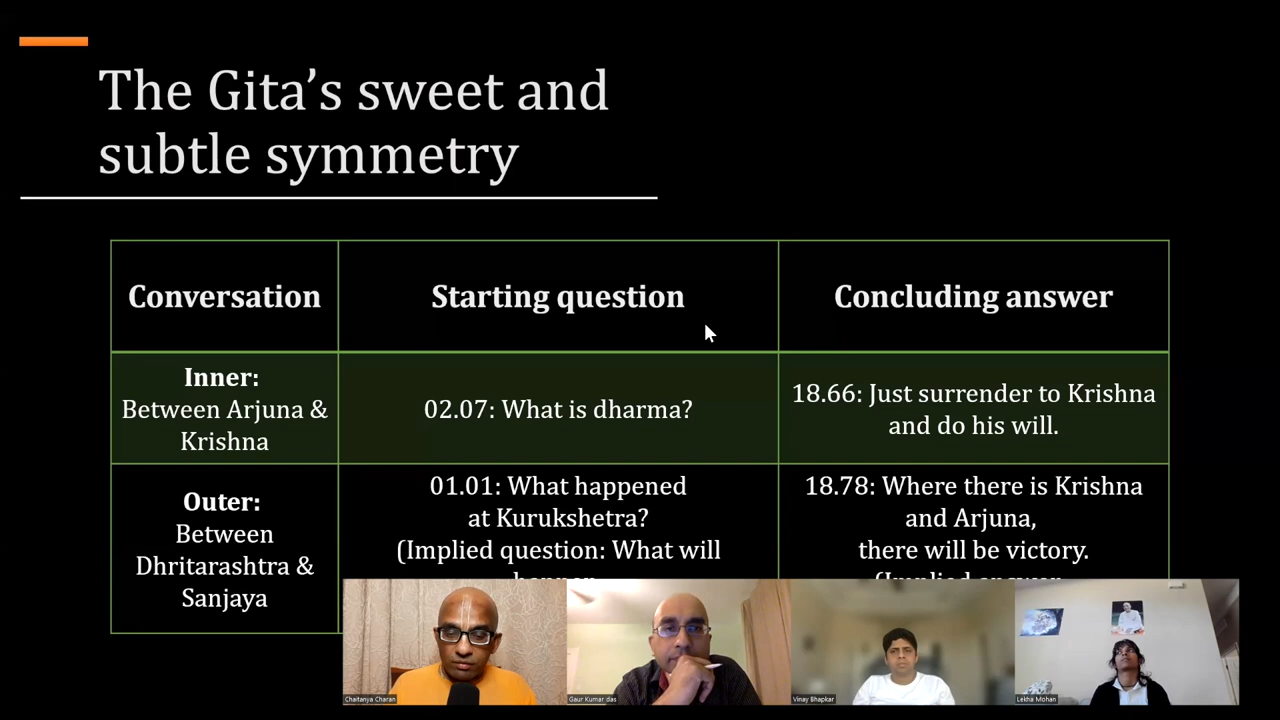 The Gita’s sweet and
subtle symmetry
Conversation
Starting question
Concluding answer
Inner:
Between Arjuna &
Krishna
02.07: What is dharma?
18.66: Just surrender to Krishna
and do his will.
Outer:
Between
Dhritarashtra &
Sanjaya
01.01: What happened
at Kurukshetra?
(Implied question: What will
happen
18.78: Where there is Krishna
and Arjuna,
there will be victory.
(Implied answer
Chaitanya Charan
Gaur Kumar das
Vinay Bhapkar
Lekha Mohan